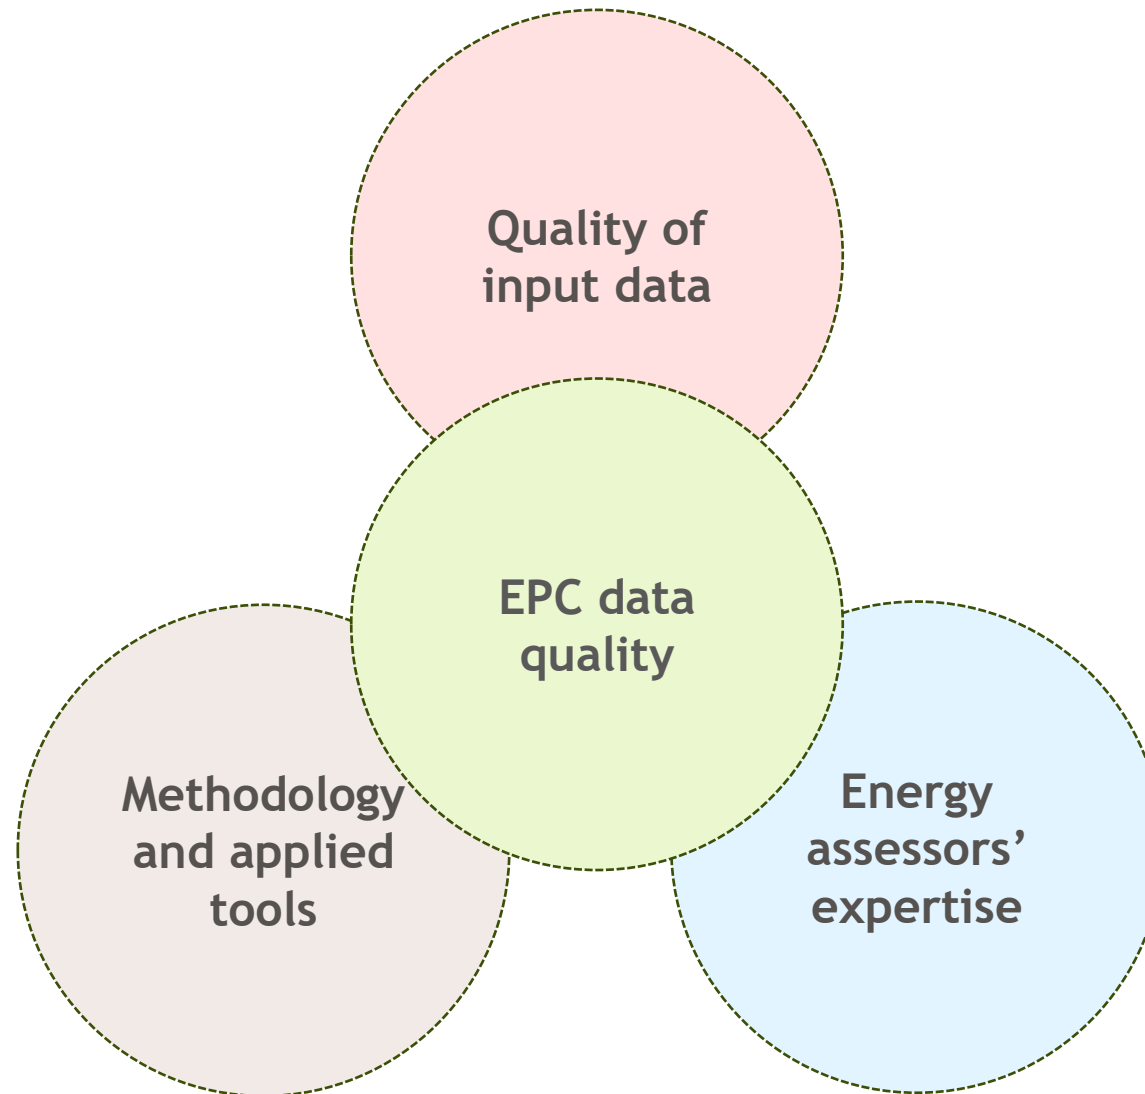 Quality of
input data
EPC data
quality
Methodology
and applied
tools
Energy
assessors’
expertise